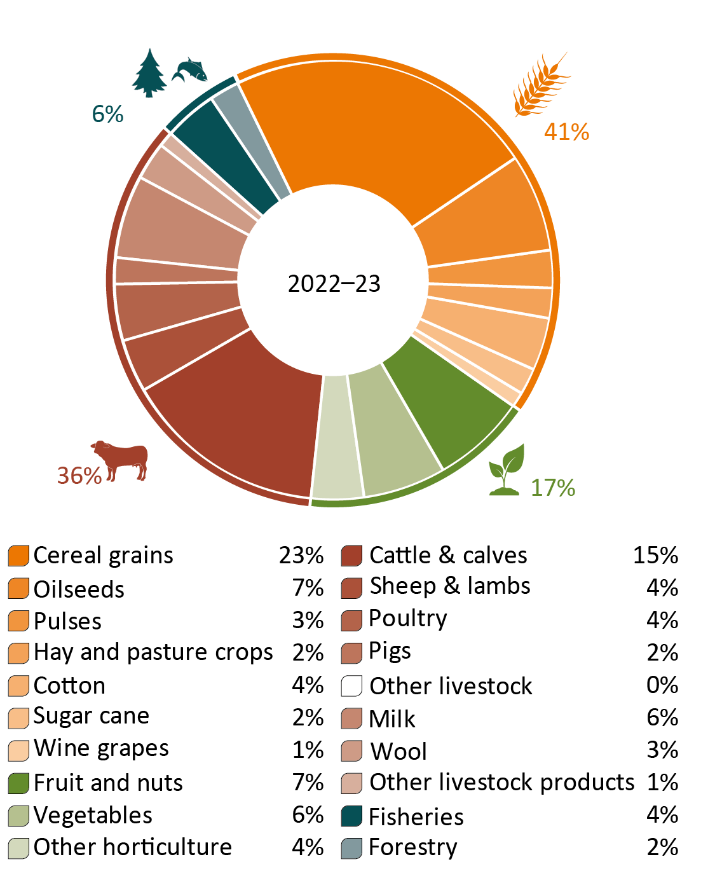 6%
41%
2022–23
36%
17%
Cereal grains 23%
Oilseeds 7%
Pulses 3%
Hay and pasture crops 2%
Cotton 4%
Sugar cane 2%
Wine grapes 1%
Fruit and nuts 7%
Vegetables 6%
Other horticulture 4%
Cattle & calves 15%
Sheep & lambs 4%
Poultry 4%
Pigs 2%
Other livestock 0%
Milk 6%
Wool 3%
Other livestock products 1%
Fisheries 4%
Forestry 2%